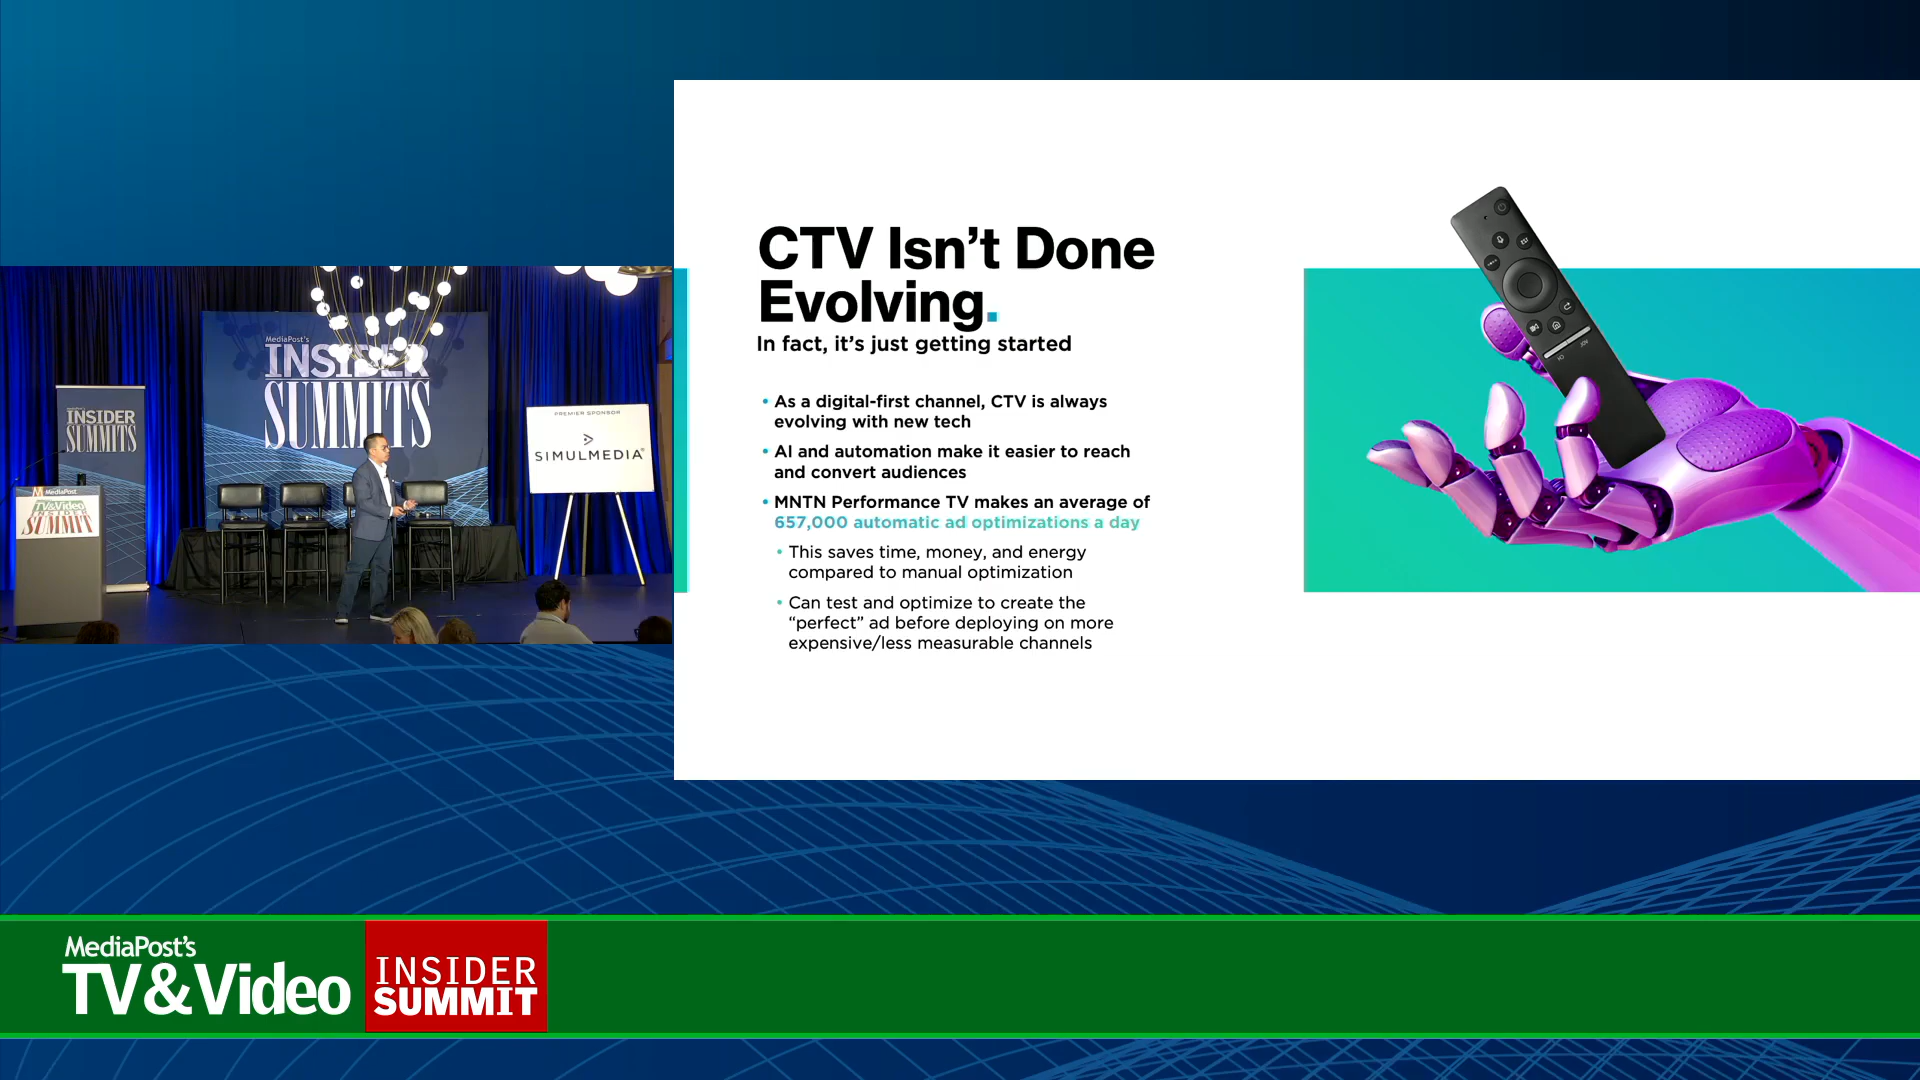 MediaPost's
INSIDER
SUMMITS
INSIDER
SUMMITS
MediaPost
TV&Video
SUMMIT
PREMIER SPONSOR
SIMULMEDIA
CTV Isn't Done
Evolving.
In fact, it's just getting started
• As a digital-first channel, CTV is always
evolving with new tech
• AI and automation make it easier to reach
and convert audiences
• MNTN Performance TV makes an average of
657,000 automatic ad optimizations a day
• This saves time, money, and energy
compared to manual optimization
• Can test and optimize to create the
“perfect” ad before deploying on more
expensive/less measurable channels
MediaPost's
TV&Video
INSIDER
SUMMIT